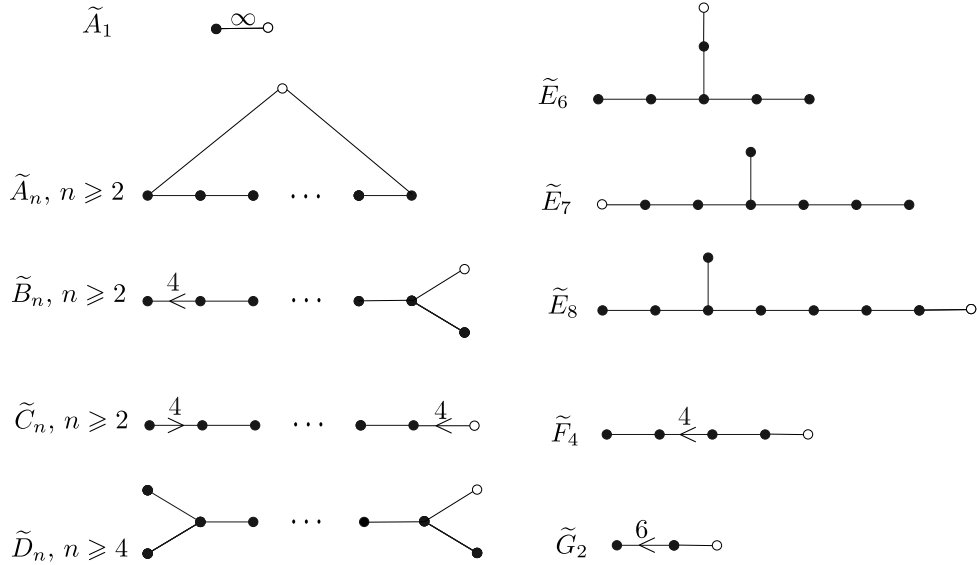 Ã₁
∞
Ãₙ, n ⩾ 2
...
B̃ₙ, n ⩾ 2
4
...
C̃ₙ, n ⩾ 2
4
...
4
D̃ₙ, n ⩾ 4
...
Ẽ₆
Ẽ₇
Ẽ₈
F̃₄
4
G̃₂
6